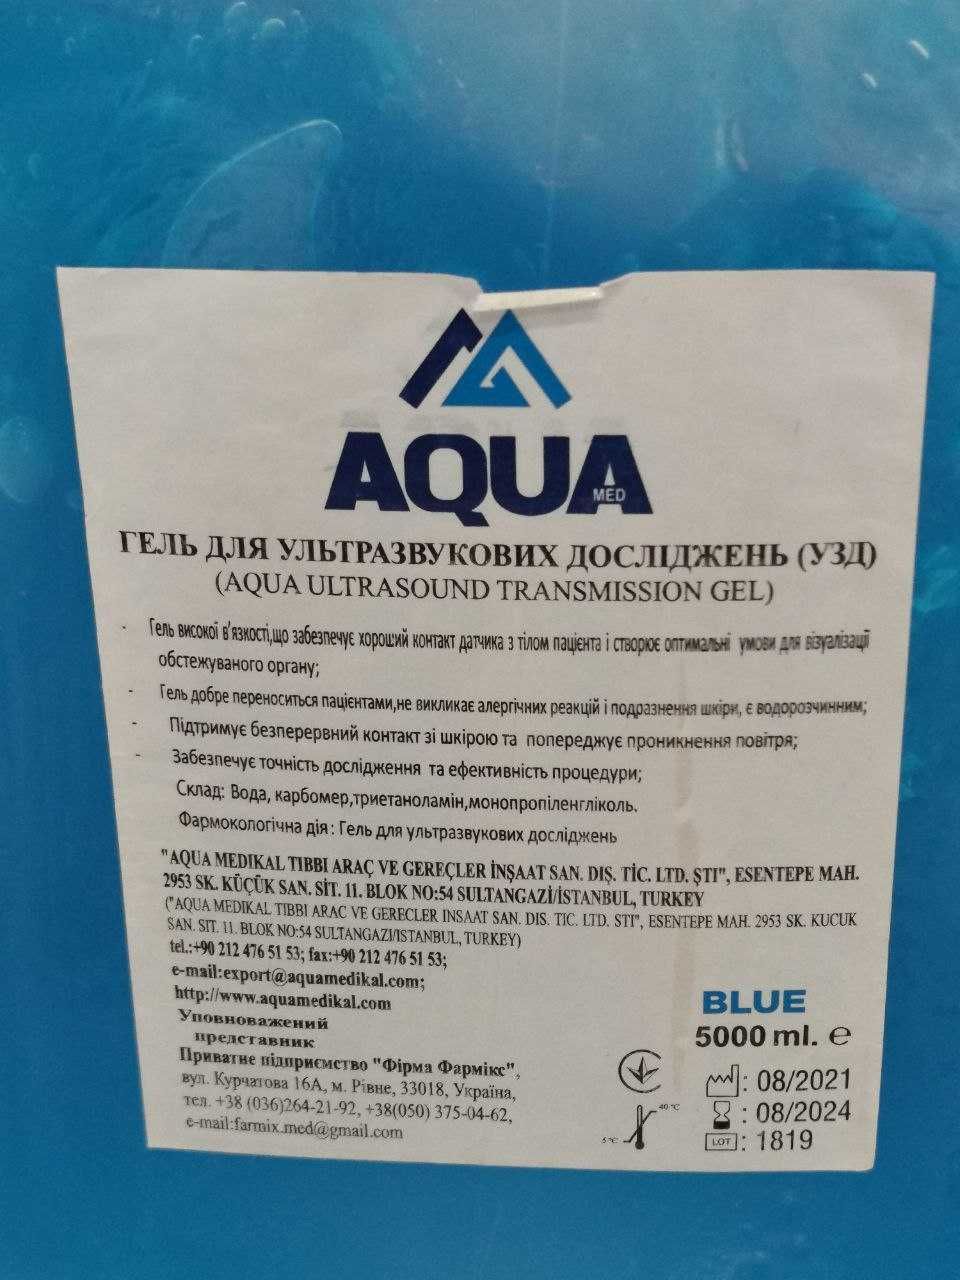 AQUA
MED
ГЕЛЬ ДЛЯ УЛЬТРАЗВУКОВИХ ДОСЛІДЖЕНЬ (УЗД)
(AQUA ULTRASOUND TRANSMISSION GEL)
- Гель високої в'язкості,що забезпечує хороший контакт датчика з тілом пацієнта і створює оптимальні умови для візуалізації
обстежуваного органу;
- Гель добре переноситься пацієнтами,не викликає алергічних реакцій і подразнення шкіри, є водорозчинним;
- Підтримує безперервний контакт зі шкірою та попереджує проникнення повітря;
- Забезпечує точність дослідження та ефективність процедури;
Склад: Вода, карбомер,триетаноламін,монопропіленгліколь.
Фармокологічна дія: Гель для ультразвукових досліджень
"AQUA MEDIKAL TIBBI ARAÇ VE GEREÇLER İNŞAAT SAN. DIŞ. TİC. LTD. ŞTI", ESENTEPE MAH.
2953 SK. KÜÇÜK SAN. SİT. 11. BLOK NO:54 SULTANGAZİ/İSTANBUL, TURKEY
("AQUA MEDIKAL TIBBI ARAC VE GERECLER INSAAT SAN. DIS. TIC. LTD. STI", ESENTEPE MAH. 2953 SK. KUCUK
SAN. SIT. 11. BLOK NO:54 SULTANGAZI/ISTANBUL, TURKEY)
tel.:+90 212 476 51 53; fax:+90 212 476 51 53;
e-mail:export@aquamedikal.com;
http://www.aquamedikal.com
Уповноважений
представник
Приватне підприємство "Фірма Фармікс",
вул. Курчатова 16А, м. Рівне, 33018, Україна,
тел. +38 (036)264-21-92, +38(050) 375-04-62,
e-mail:farmix.med@gmail.com
BLUE
5000 ml. e
: 08/2021
: 08/2024
LOT : 1819
40 °C
5 °C